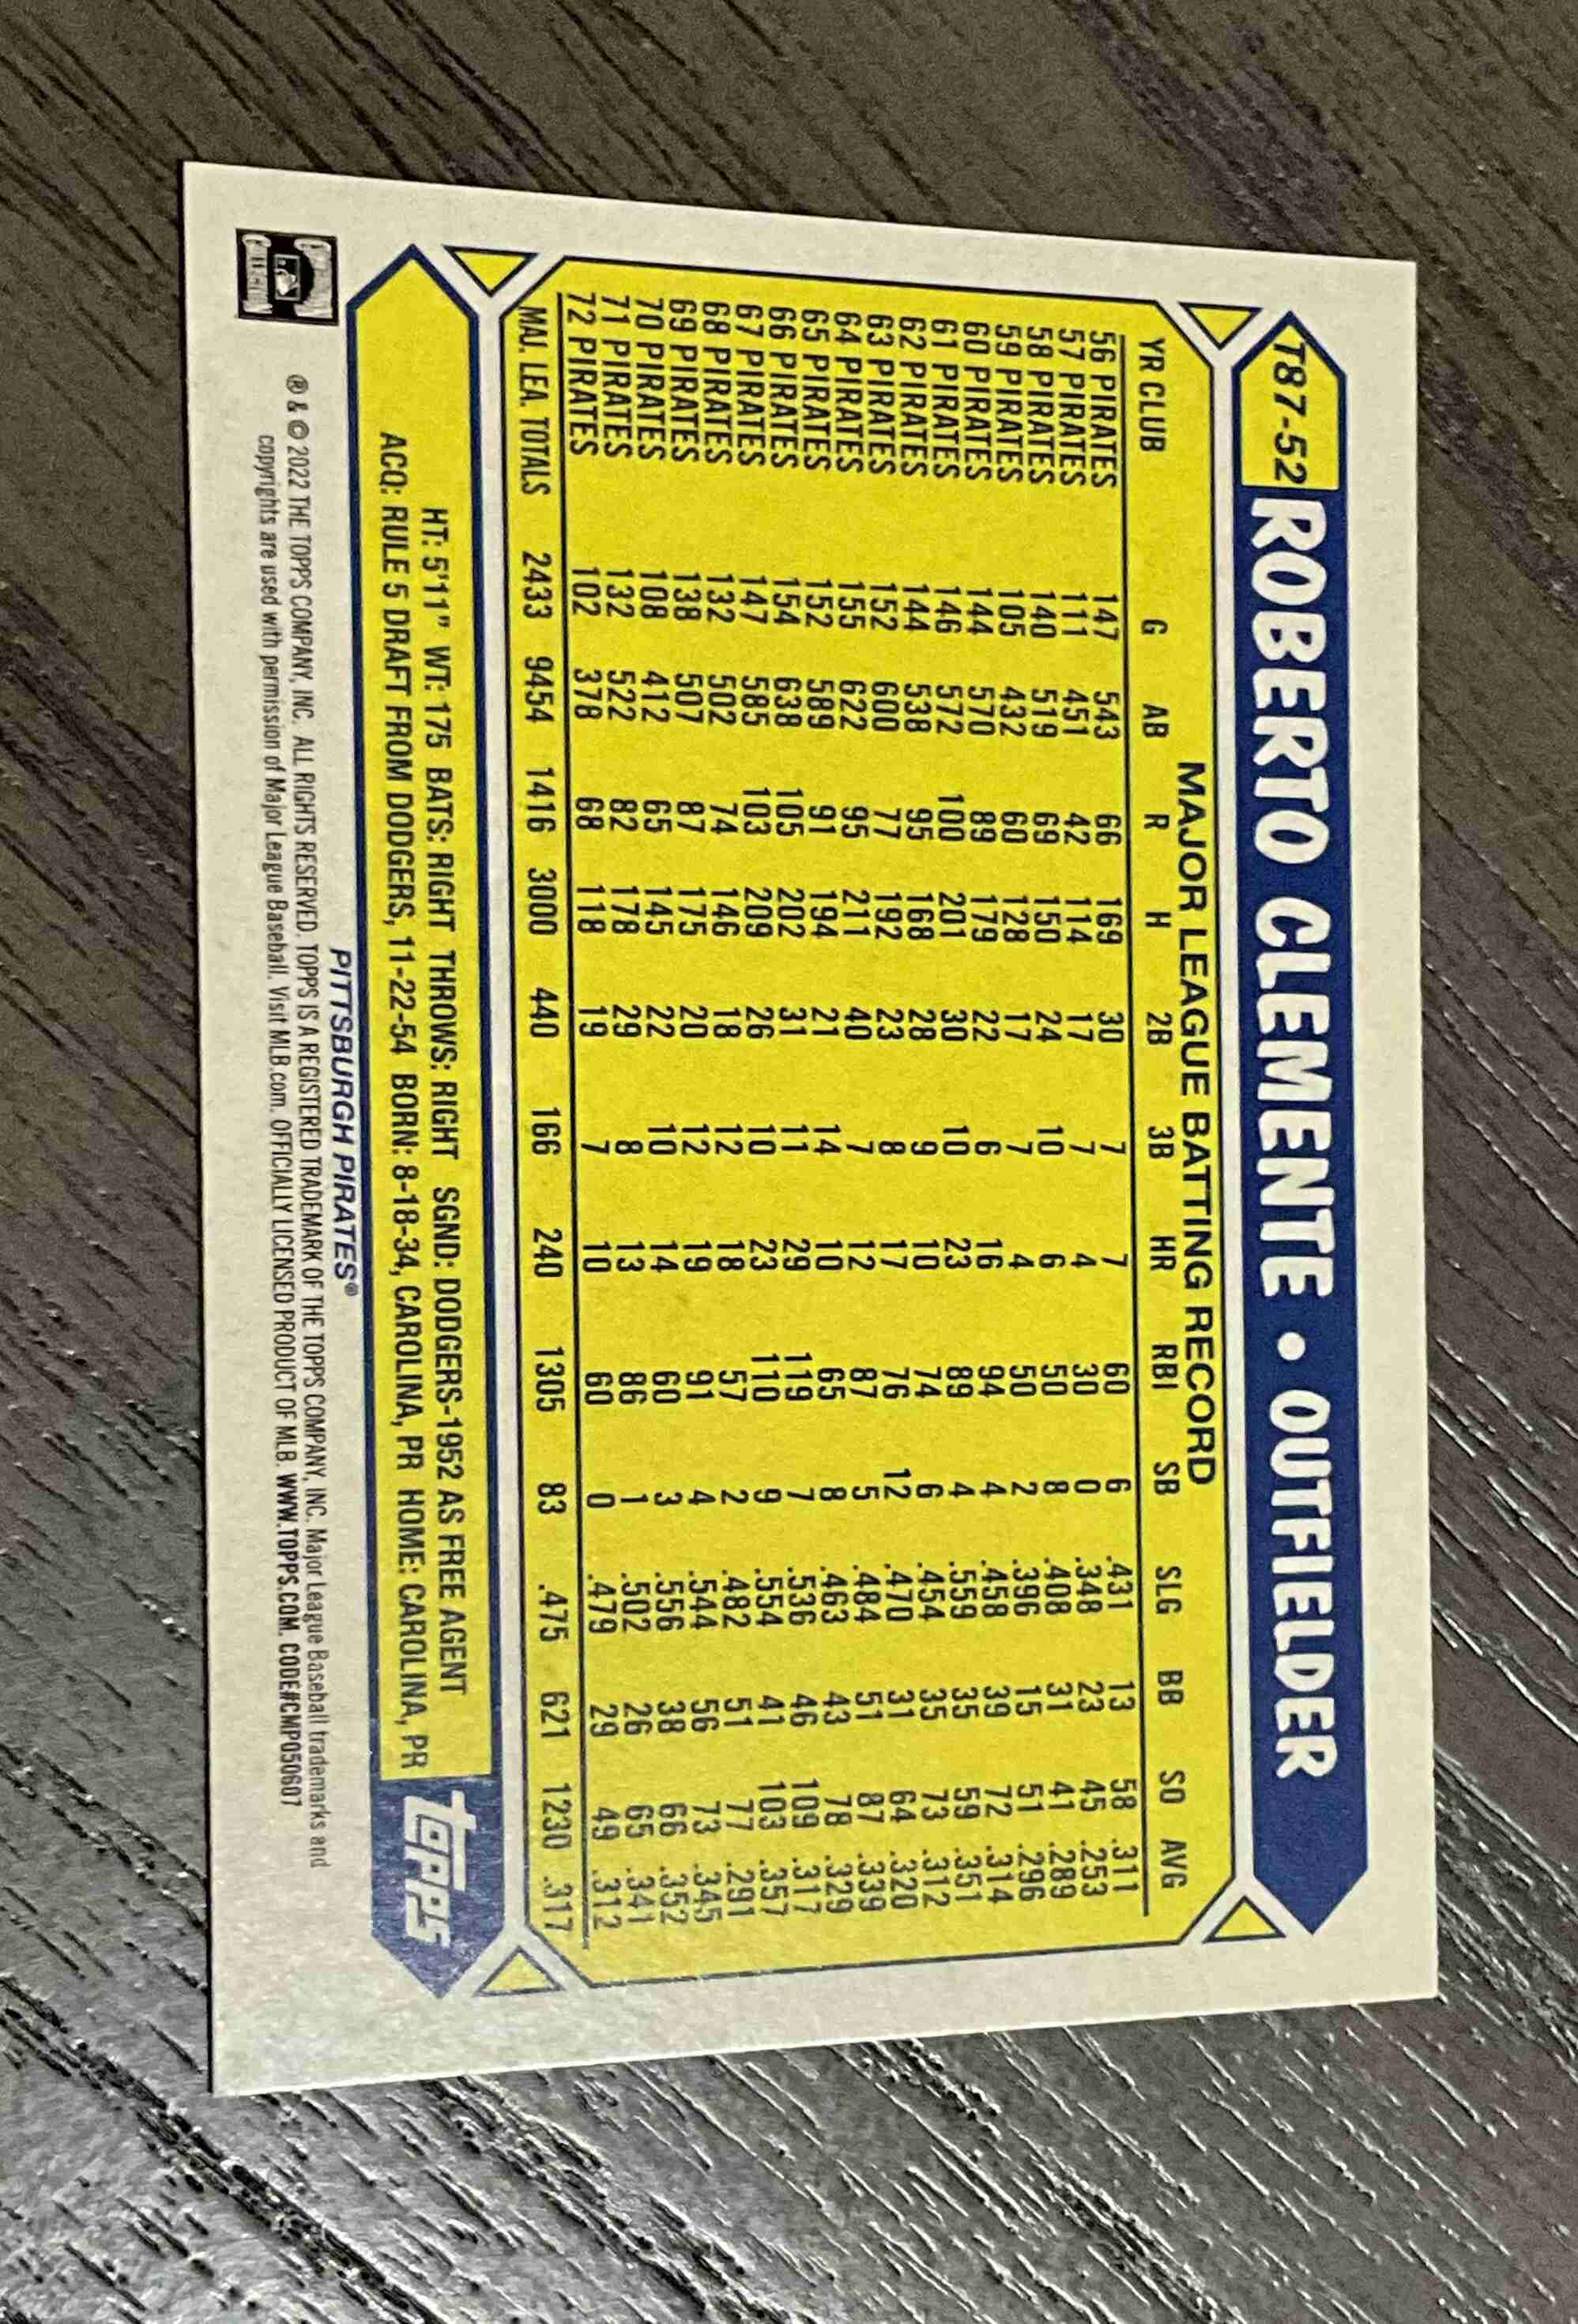 T87-52 ROBERTO CLEMENTE • OUTFIELDER
MAJOR LEAGUE BATTING RECORD
YR CLUB G AB R H 2B 3B HR RBI SB SLG BB SO AVG
56 PIRATES 147 543 66 169 30 7 7 60 6 .431 13 58 .311
57 PIRATES 111 451 42 114 17 7 4 30 0 .348 23 45 .253
58 PIRATES 140 519 69 150 24 10 6 50 8 .408 31 41 .289
59 PIRATES 105 432 60 128 17 7 4 50 2 .396 15 51 .296
60 PIRATES 144 570 89 179 22 6 16 94 4 .458 39 72 .314
61 PIRATES 146 572 100 201 30 10 23 89 4 .559 35 59 .351
62 PIRATES 144 538 95 168 28 9 10 74 6 .454 35 73 .312
63 PIRATES 152 600 77 192 23 8 17 76 12 .470 31 64 .320
64 PIRATES 155 622 95 211 40 7 12 87 5 .484 51 87 .339
65 PIRATES 152 589 91 194 21 14 10 65 8 .463 43 78 .329
66 PIRATES 154 638 105 202 31 11 29 119 7 .536 46 109 .317
67 PIRATES 147 585 103 209 26 10 23 110 9 .554 41 103 .357
68 PIRATES 132 502 74 146 18 12 18 57 2 .482 51 77 .291
69 PIRATES 138 507 87 175 20 12 19 91 4 .544 56 73 .345
70 PIRATES 108 412 65 145 22 10 14 60 3 .556 38 66 .352
71 PIRATES 132 522 82 178 29 8 13 86 1 .502 26 65 .341
72 PIRATES 102 378 68 118 19 7 10 60 0 .479 29 49 .312
MAJ. LEA. TOTALS 2433 9454 1416 3000 440 166 240 1305 83 .475 621 1230 .317
HT: 5'11" WT: 175 BATS: RIGHT THROWS: RIGHT SGND: DODGERS-1952 AS FREE AGENT
ACQ: RULE 5 DRAFT FROM DODGERS, 11-22-54 BORN: 8-18-34, CAROLINA, PR HOME: CAROLINA, PR
topps
PITTSBURGH PIRATES®
® & © 2022 THE TOPPS COMPANY, INC. ALL RIGHTS RESERVED. TOPPS IS A REGISTERED TRADEMARK OF THE TOPPS COMPANY, INC. Major League Baseball trademarks and
copyrights are used with permission of Major League Baseball. Visit MLB.com. OFFICIALLY LICENSED PRODUCT OF MLB. WWW.TOPPS.COM. CODE#CMP050607